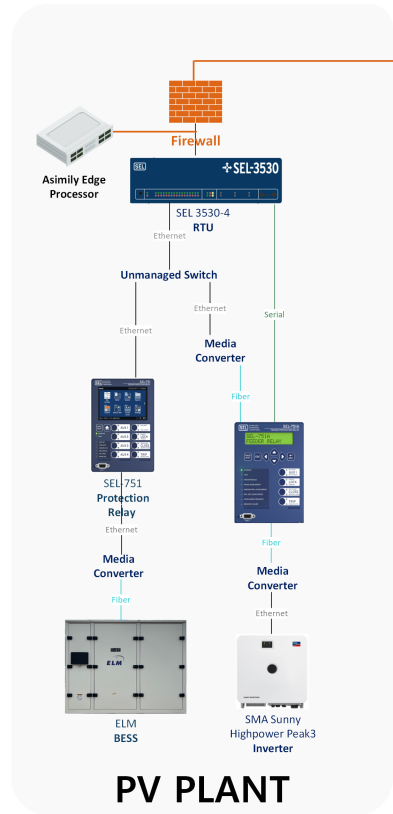 Firewall
Asimily Edge
Processor
SEL
SEL-3530
SEL 3530-4
RTU
Ethernet
Unmanaged Switch
Ethernet
Serial
Ethernet
Media
Converter
Fiber
SEL-751
Protection
Relay
SEL-751A
FEEDER RELAY
Ethernet
Fiber
Media
Converter
Media
Converter
Fiber
Ethernet
ELM
ELM
BESS
SMA Sunny
Highpower Peak3
Inverter
PV PLANT